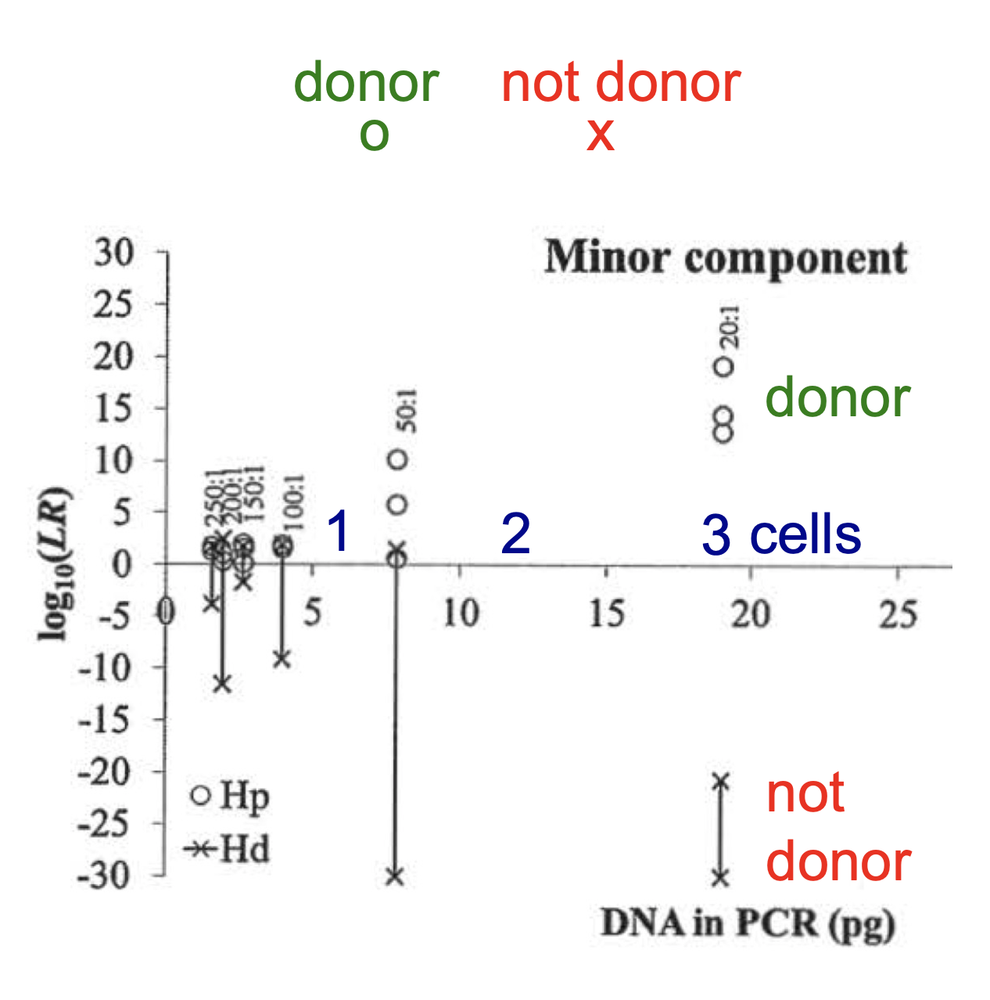 donor not donor
o x
Minor component
30
25
20
15
10
5
0
-5
-10
-15
-20
-25
-30
log10(LR)
250:1
200:1
150:1
100:1
50:1
20:1
donor
1 2 3 cells
0 5 10 15 20 25
Hp
Hd
not
donor
DNA in PCR (pg)